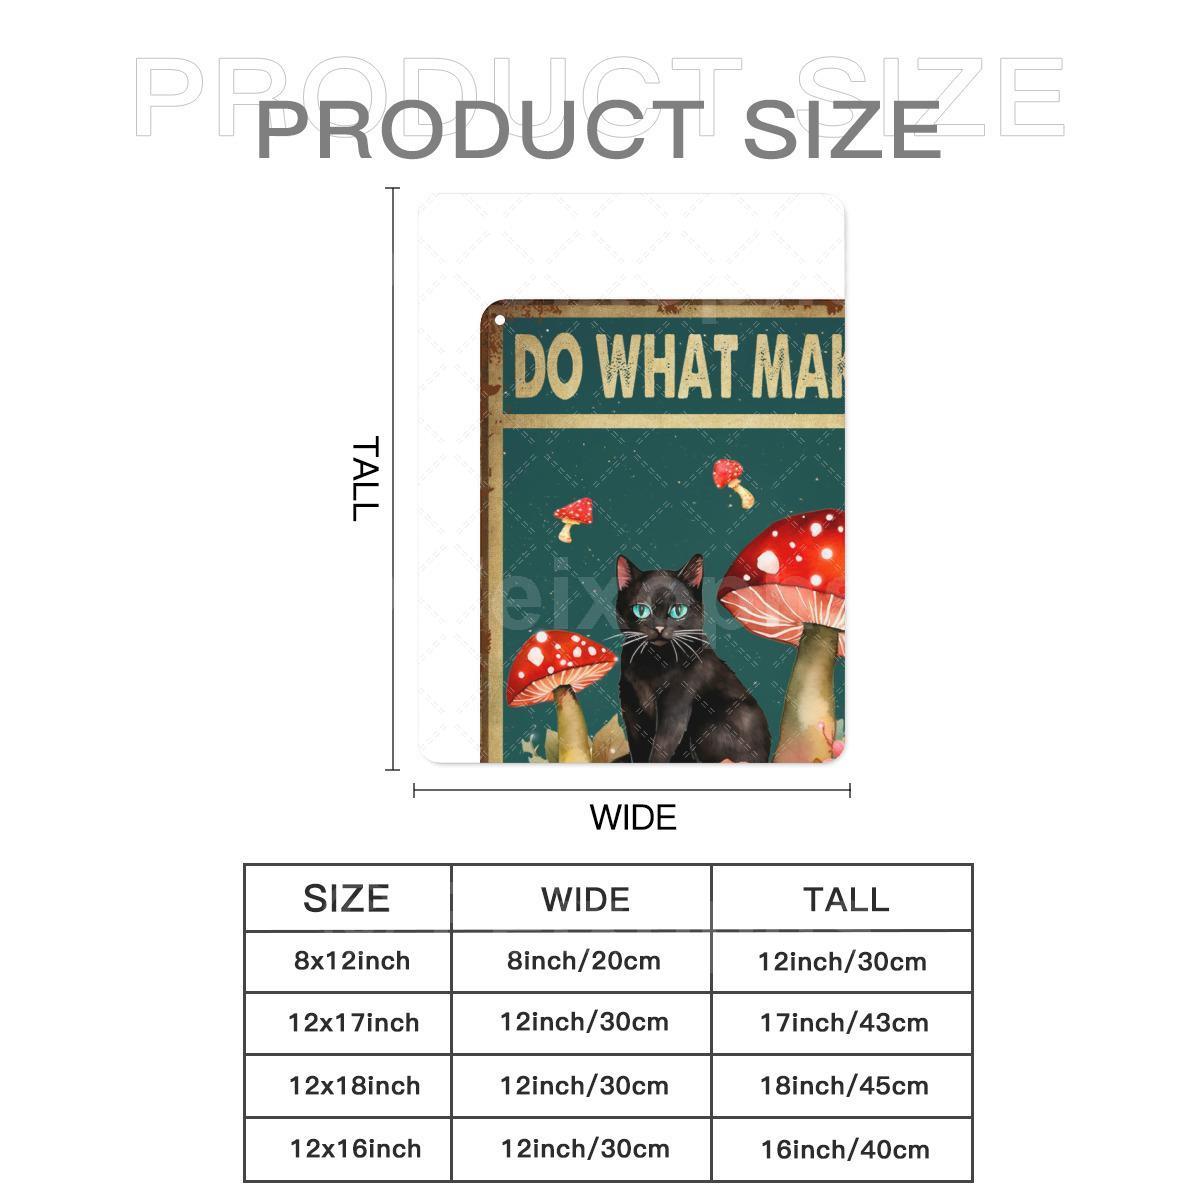 PRODUCT SIZE
PRODUCT SIZE
DO WHAT MAK
TALL
WIDE
SIZE WIDE TALL
8x12inch 8inch/20cm 12inch/30cm
12x17inch 12inch/30cm 17inch/43cm
12x18inch 12inch/30cm 18inch/45cm
12x16inch 12inch/30cm 16inch/40cm